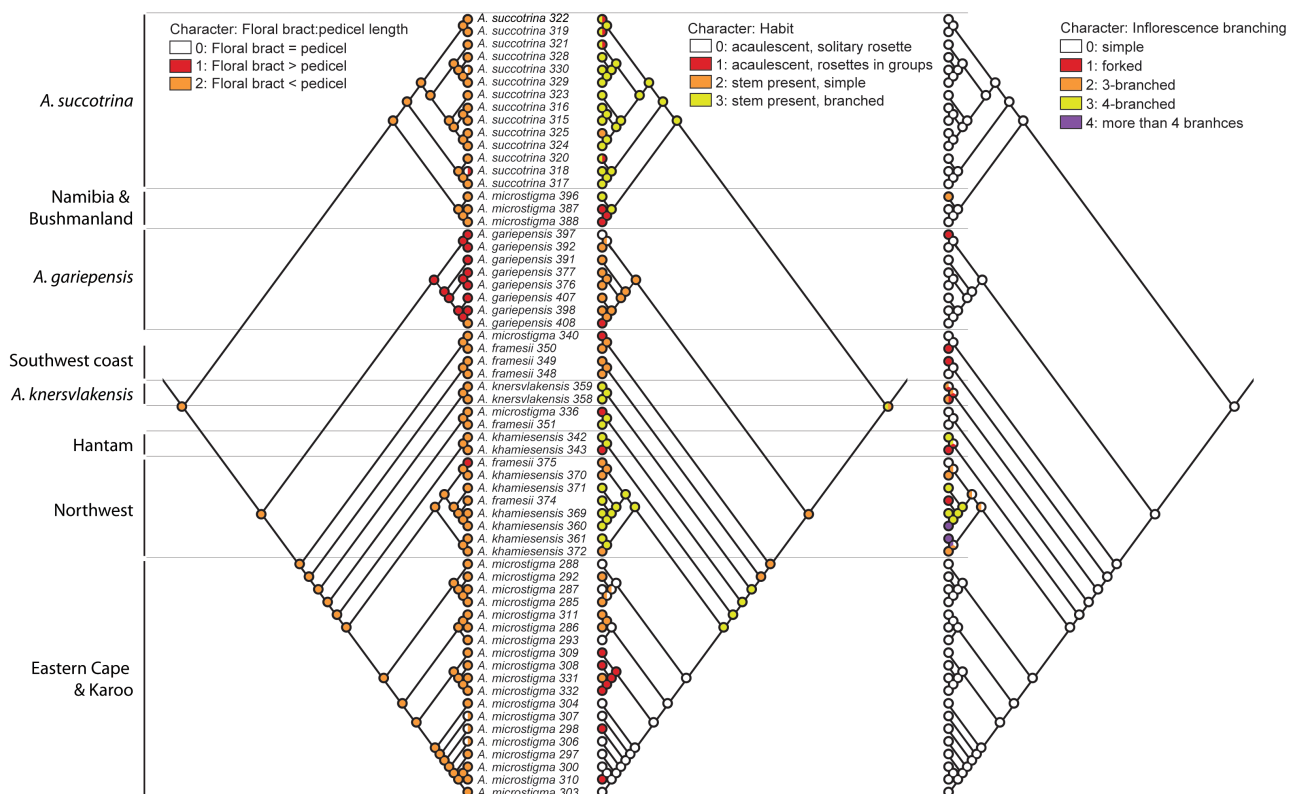 Character: Floral bract:pedicel length
0: Floral bract = pedicel
1: Floral bract > pedicel
2: Floral bract < pedicel
Character: Habit
0: acaulescent, solitary rosette
1: acaulescent, rosettes in groups
2: stem present, simple
3: stem present, branched
Character: Inflorescence branching
0: simple
1: forked
2: 3-branched
3: 4-branched
4: more than 4 branhces
A. succotrina
Namibia &
Bushmanland
A. gariepensis
Southwest coast
A. knersvlakensis
Hantam
Northwest
Eastern Cape
& Karoo
A. succotrina 322
A. succotrina 319
A. succotrina 321
A. succotrina 328
A. succotrina 330
A. succotrina 329
A. succotrina 323
A. succotrina 316
A. succotrina 315
A. succotrina 325
A. succotrina 324
A. succotrina 320
A. succotrina 318
A. succotrina 317
A. microstigma 396
A. microstigma 387
A. microstigma 388
A. gariepensis 397
A. gariepensis 392
A. gariepensis 391
A. gariepensis 377
A. gariepensis 376
A. gariepensis 407
A. gariepensis 398
A. gariepensis 408
A. microstigma 340
A. framesii 350
A. framesii 349
A. framesii 348
A. knersvlakensis 359
A. knersvlakensis 358
A. microstigma 336
A. framesii 351
A. khamiesensis 342
A. khamiesensis 343
A. framesii 375
A. khamiesensis 370
A. khamiesensis 371
A. framesii 374
A. khamiesensis 369
A. khamiesensis 360
A. khamiesensis 361
A. khamiesensis 372
A. microstigma 288
A. microstigma 292
A. microstigma 287
A. microstigma 285
A. microstigma 311
A. microstigma 286
A. microstigma 293
A. microstigma 309
A. microstigma 308
A. microstigma 331
A. microstigma 332
A. microstigma 304
A. microstigma 307
A. microstigma 298
A. microstigma 306
A. microstigma 297
A. microstigma 300
A. microstigma 310
A. microstigma 303